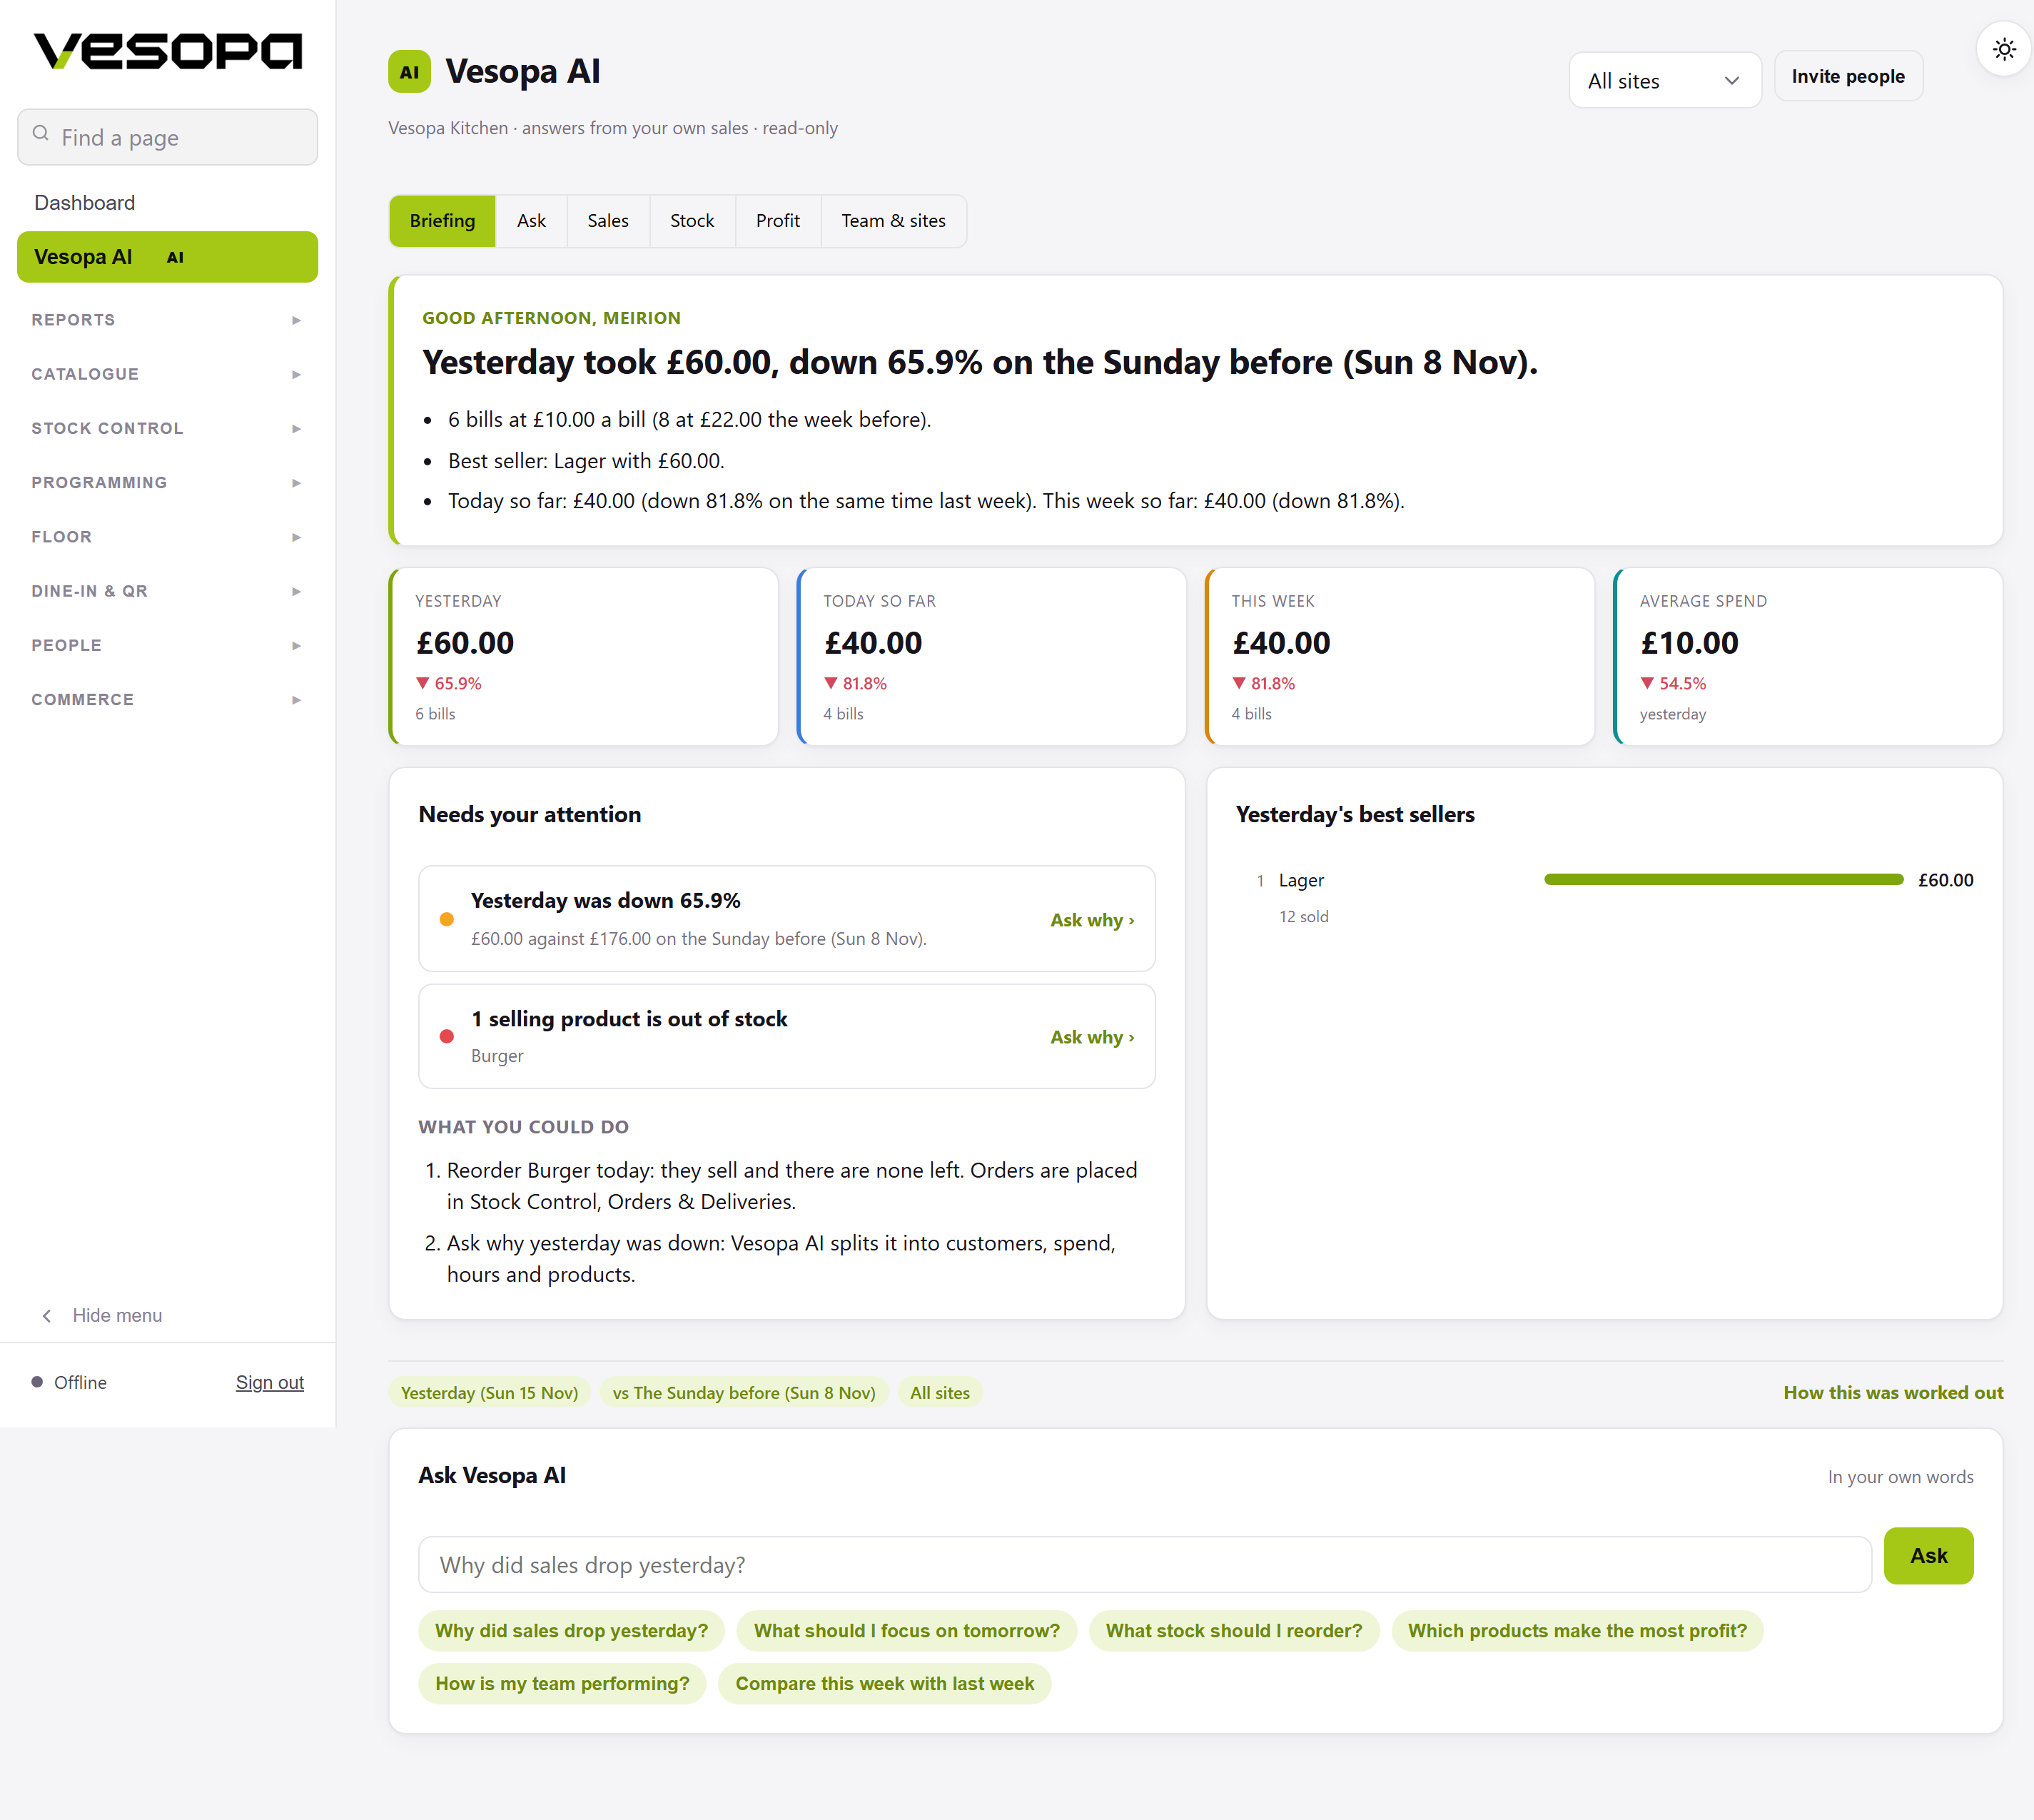 vesopa
Find a page
Dashboard
Vesopa AI AI
REPORTS
CATALOGUE
STOCK CONTROL
PROGRAMMING
FLOOR
DINE-IN & QR
PEOPLE
COMMERCE
Hide menu
Offline
Sign out
AI Vesopa AI
All sites
Invite people
Vesopa Kitchen · answers from your own sales · read-only
Briefing
Ask
Sales
Stock
Profit
Team & sites
GOOD AFTERNOON, MEIRION
Yesterday took £60.00, down 65.9% on the Sunday before (Sun 8 Nov).
• 6 bills at £10.00 a bill (8 at £22.00 the week before).
• Best seller: Lager with £60.00.
• Today so far: £40.00 (down 81.8% on the same time last week). This week so far: £40.00 (down 81.8%).
YESTERDAY
£60.00
▼ 65.9%
6 bills
TODAY SO FAR
£40.00
▼ 81.8%
4 bills
THIS WEEK
£40.00
▼ 81.8%
4 bills
AVERAGE SPEND
£10.00
▼ 54.5%
yesterday
Needs your attention
Yesterday was down 65.9%
£60.00 against £176.00 on the Sunday before (Sun 8 Nov).
Ask why ›
1 selling product is out of stock
Burger
Ask why ›
WHAT YOU COULD DO
1. Reorder Burger today: they sell and there are none left. Orders are placed
in Stock Control, Orders & Deliveries.
2. Ask why yesterday was down: Vesopa AI splits it into customers, spend,
hours and products.
Yesterday's best sellers
1 Lager £60.00
12 sold
Yesterday (Sun 15 Nov)
vs The Sunday before (Sun 8 Nov)
All sites
How this was worked out
Ask Vesopa AI
In your own words
Why did sales drop yesterday?
Ask
Why did sales drop yesterday?
What should I focus on tomorrow?
What stock should I reorder?
Which products make the most profit?
How is my team performing?
Compare this week with last week